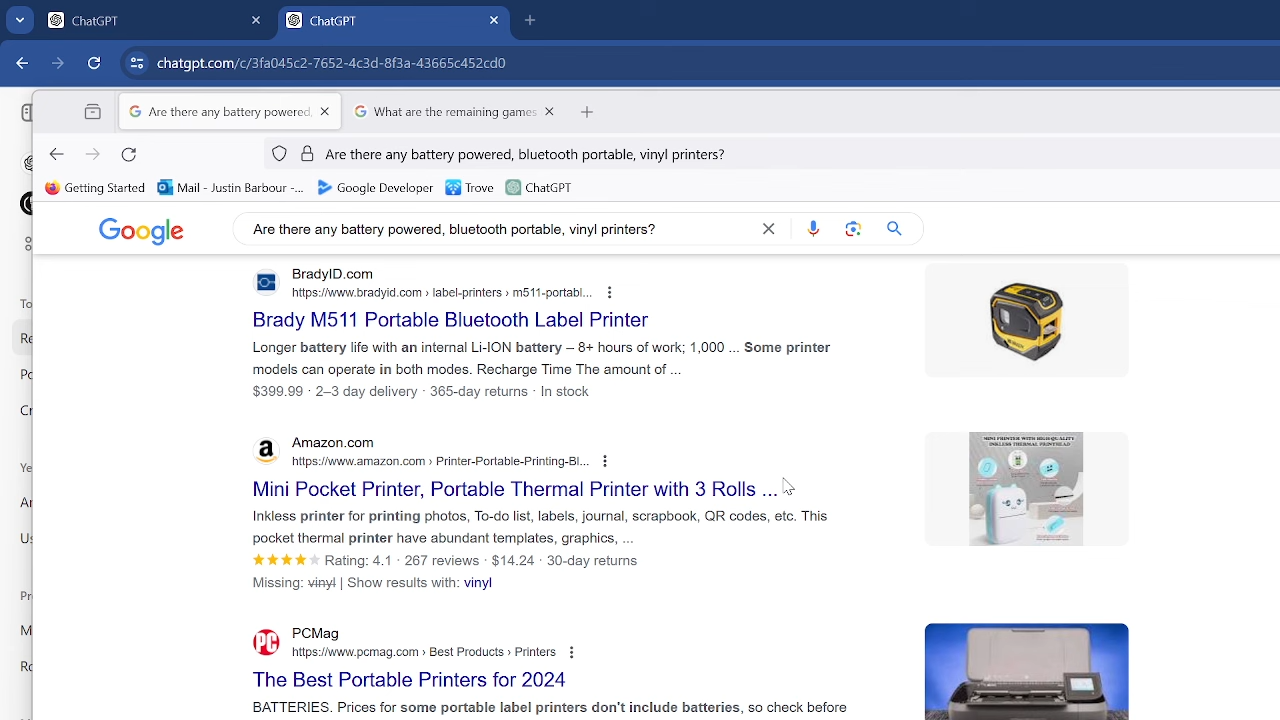 ChatGPT
ChatGPT
chatgpt.com/c/3fa045c2-7652-4c3d-8f3a-43665c452cd0
Are there any battery powered,
What are the remaining games
Are there any battery powered, bluetooth portable, vinyl printers?
Getting Started
Mail - Justin Barbour -...
Google Developer
Trove
ChatGPT
Google
Are there any battery powered, bluetooth portable, vinyl printers?
BradyID.com
https://www.bradyid.com › label-printers › m511-portabl...
Brady M511 Portable Bluetooth Label Printer
Longer battery life with an internal Li-ION battery – 8+ hours of work; 1,000 ... Some printer
models can operate in both modes. Recharge Time The amount of ...
$399.99 · 2–3 day delivery · 365-day returns · In stock
Amazon.com
https://www.amazon.com › Printer-Portable-Printing-Bl...
Mini Pocket Printer, Portable Thermal Printer with 3 Rolls ...
Inkless printer for printing photos, To-do list, labels, journal, scrapbook, QR codes, etc. This
pocket thermal printer have abundant templates, graphics, ...
Rating: 4.1 · 267 reviews · $14.24 · 30-day returns
Missing: vinyl | Show results with: vinyl
MINI PRINTER WITH HIGH-QUALITY
INKLESS THERMAL PRINTHEAD
PC
PCMag
https://www.pcmag.com › Best Products › Printers
The Best Portable Printers for 2024
some portable label printers don't include batteries, so check before